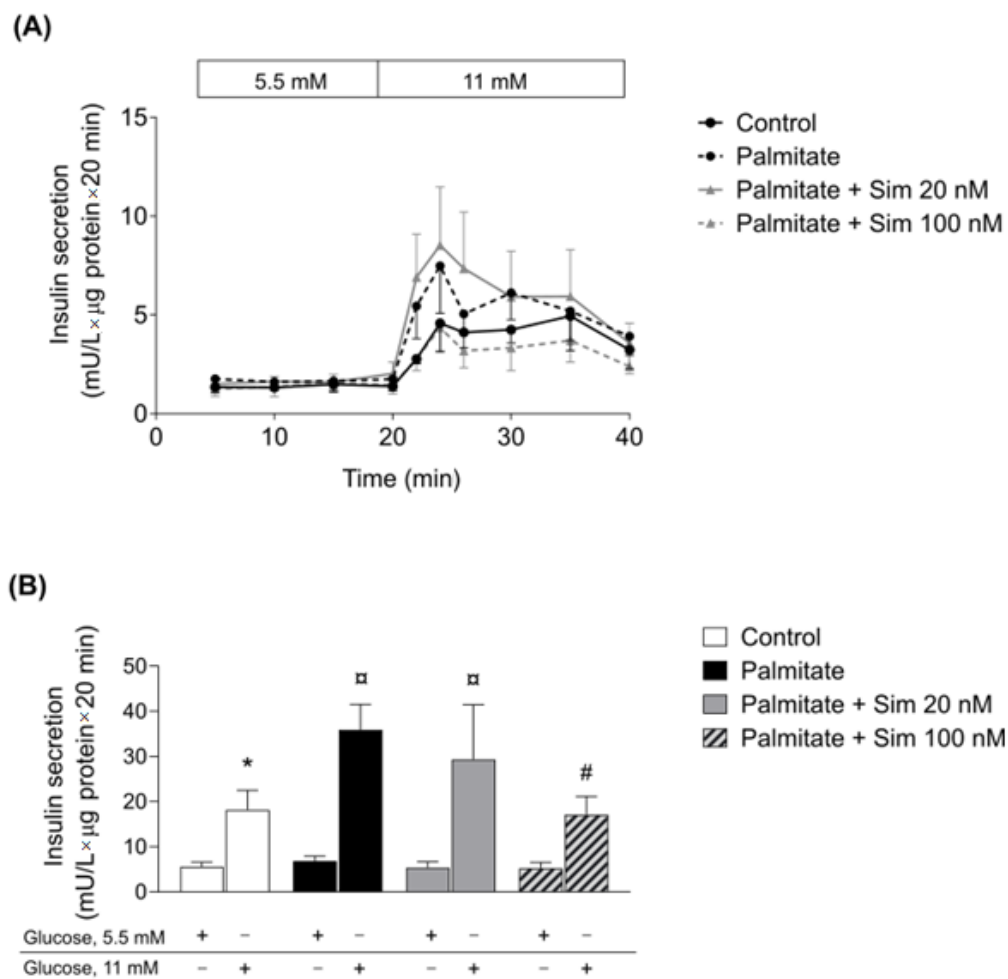 (A)
5.5 mM 11 mM
Insulin secretion
(mU/L×µg protein×20 min)
15
10
5
0
0 10 20 30 40
Time (min)
Control
Palmitate
Palmitate + Sim 20 nM
Palmitate + Sim 100 nM
(B)
Insulin secretion
(mU/L×µg protein×20 min)
50
40
30
20
10
0
* ¤ ¤ #
Control
Palmitate
Palmitate + Sim 20 nM
Palmitate + Sim 100 nM
Glucose, 5.5 mM + − + − + − + −
Glucose, 11 mM − + − + − + − +